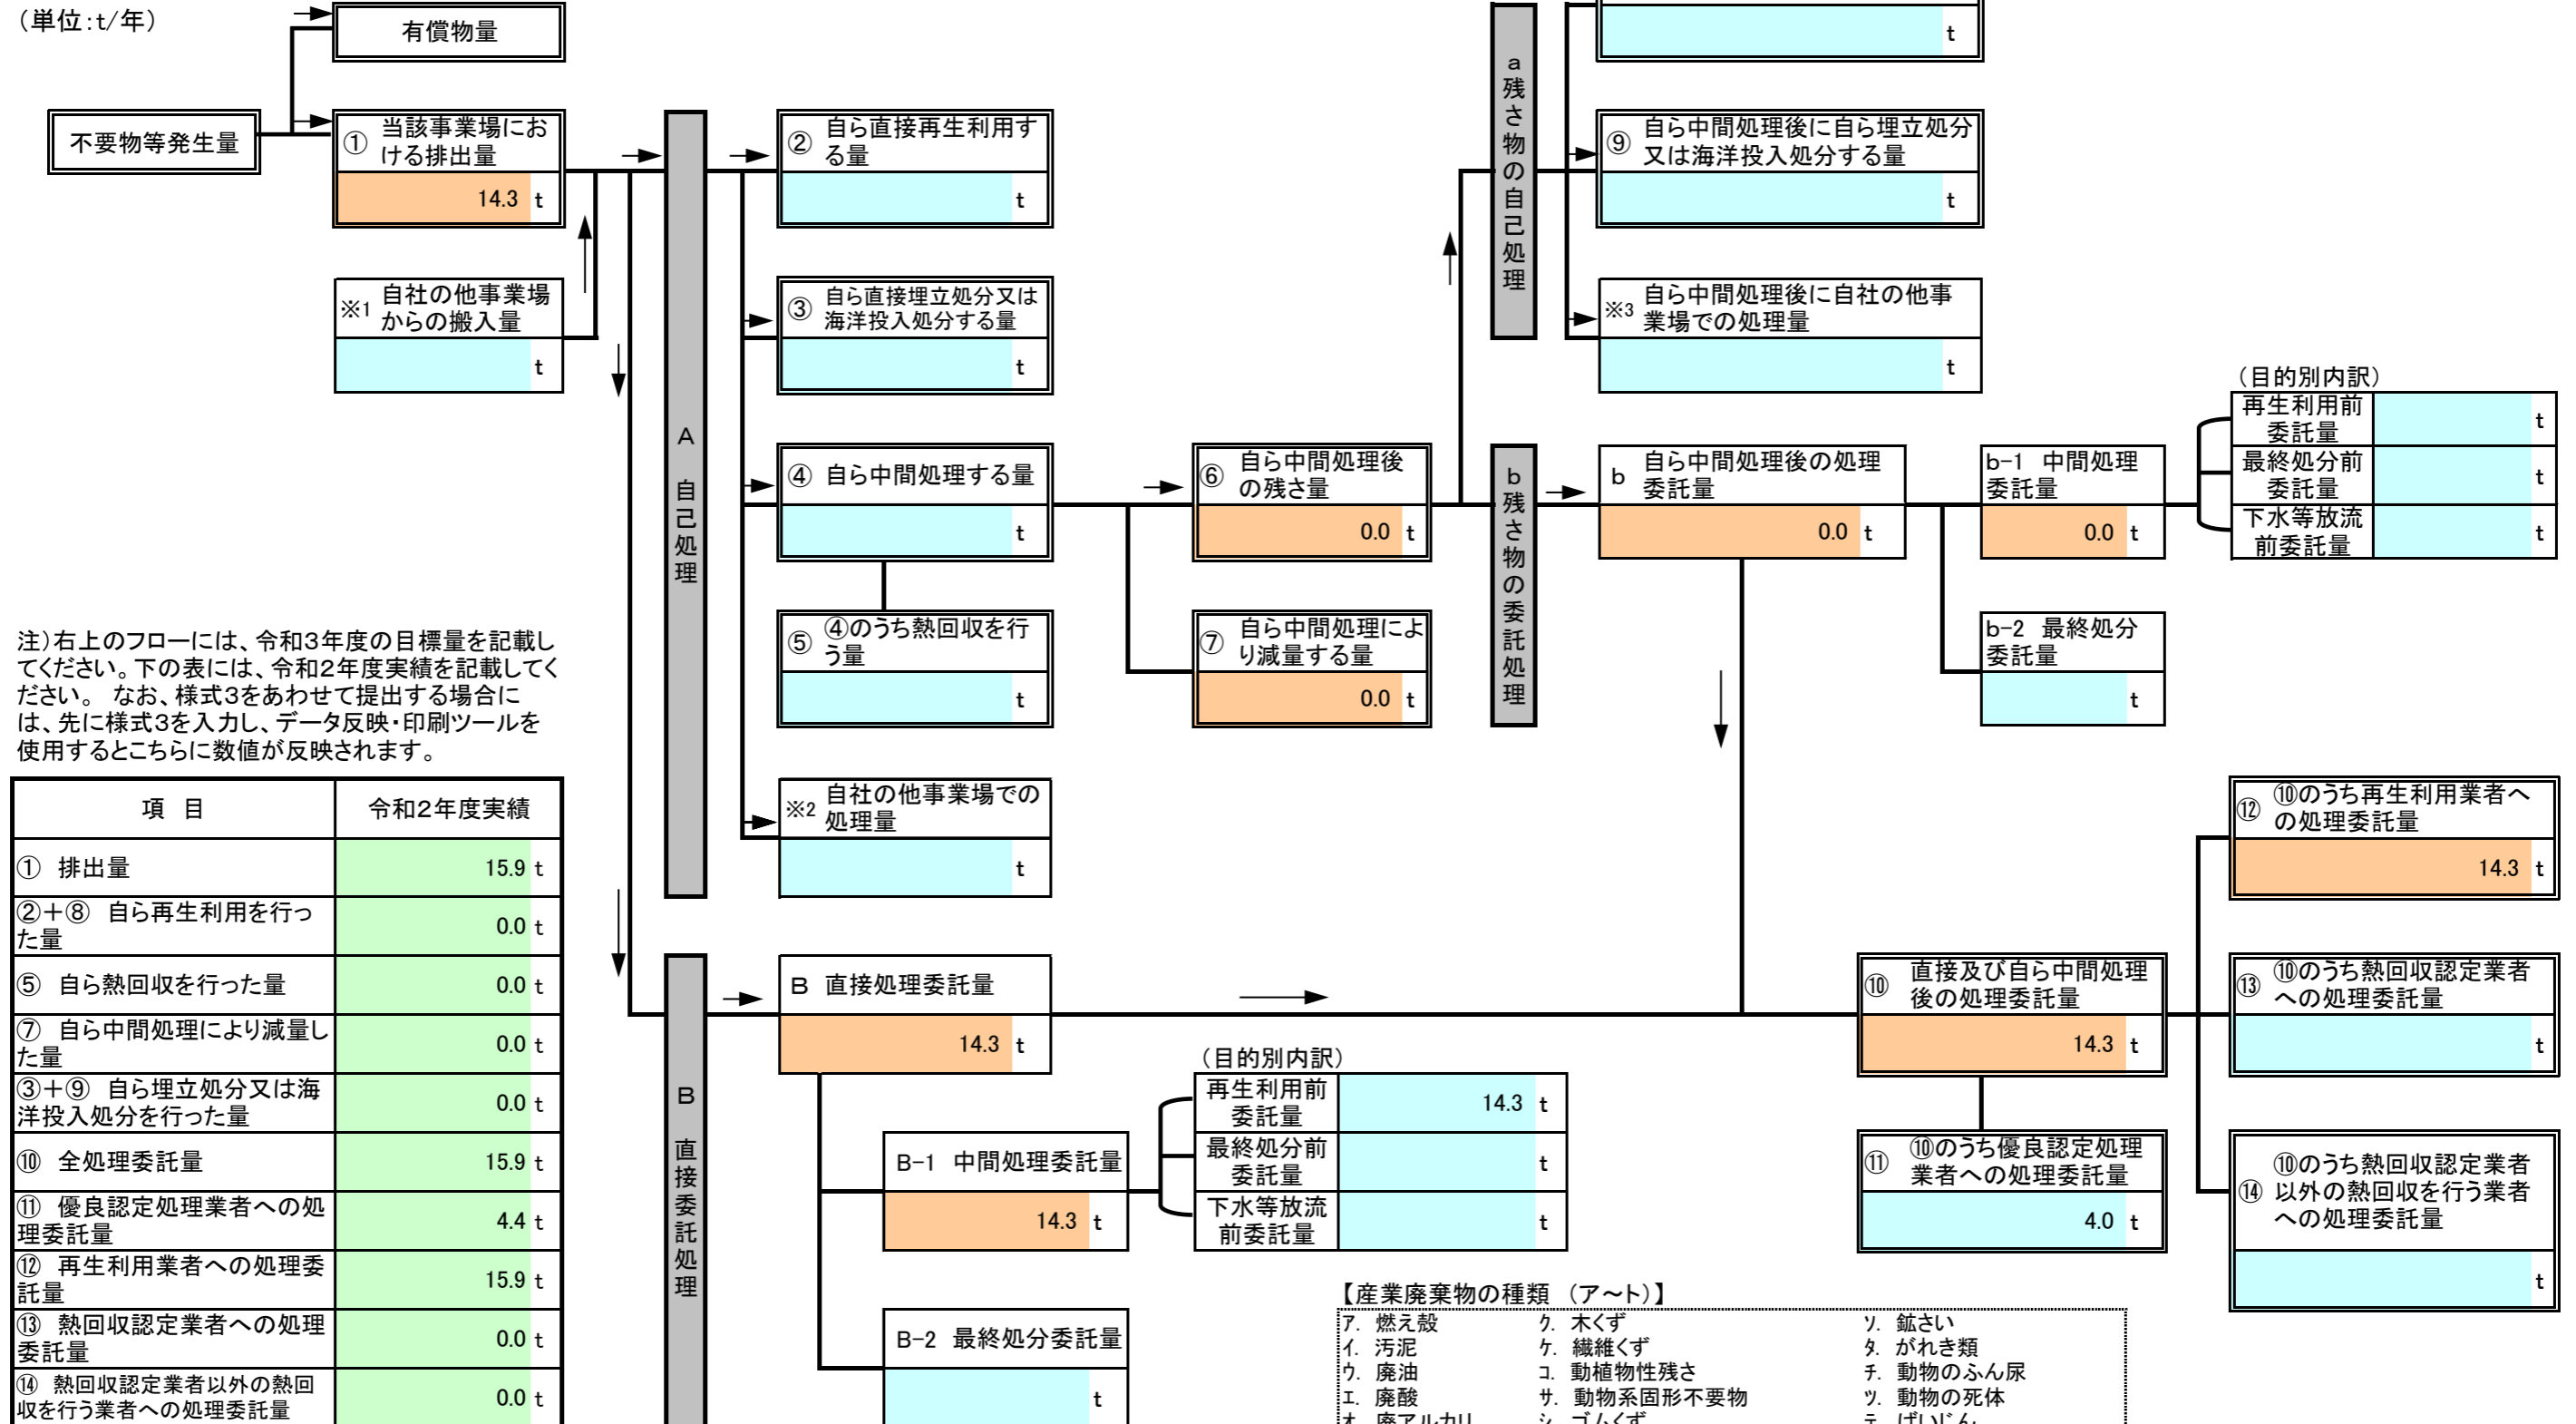 （単位：t/年）
有償物量
不要物等発生量
① 当該事業場にお
ける排出量
14.3 t
※1 自社の他事業場
からの搬入量
t
A 自己処理
② 自ら直接再生利用す
る量
t
③ 自ら直接埋立処分又は
海洋投入処分する量
t
④ 自ら中間処理する量
t
⑤ ④のうち熱回収を行
う量
t
※2 自社の他事業場での
処理量
t
⑥ 自ら中間処理後
の残さ量
0.0 t
⑦ 自ら中間処理によ
り減量する量
0.0 t
a 残さ物の自己処理
t
⑨ 自ら中間処理後に自ら埋立処分
又は海洋投入処分する量
t
※3 自ら中間処理後に自社の他事
業場での処理量
t
b 残さ物の委託処理
b 自ら中間処理後の処理
委託量
0.0 t
b-1 中間処理
委託量
0.0 t
b-2 最終処分
委託量
t
（目的別内訳）
再生利用前
委託量
t
最終処分前
委託量
t
下水等放流
前委託量
t
注）右上のフローには、令和３年度の目標量を記載し
てください。下の表には、令和２年度実績を記載してく
ださい。 なお、様式３をあわせて提出する場合に
は、先に様式３を入力し、データ反映・印刷ツールを
使用するとこちらに数値が反映されます。
項 目 令和２年度実績
① 排出量 15.9 t
②＋⑧ 自ら再生利用を行っ
た量
0.0 t
⑤ 自ら熱回収を行った量 0.0 t
⑦ 自ら中間処理により減量し
た量
0.0 t
③＋⑨ 自ら埋立処分又は海
洋投入処分を行った量
0.0 t
⑩ 全処理委託量 15.9 t
⑪ 優良認定処理業者への処
理委託量
4.4 t
⑫ 再生利用業者への処理委
託量
15.9 t
⑬ 熱回収認定業者への処理
委託量
0.0 t
⑭ 熱回収認定業者以外の熱回
収を行う業者への処理委託量
0.0 t
B 直接委託処理
B 直接処理委託量
14.3 t
B-1 中間処理委託量
14.3 t
B-2 最終処分委託量
t
（目的別内訳）
再生利用前
委託量
14.3 t
最終処分前
委託量
t
下水等放流
前委託量
t
⑩ 直接及び自ら中間処理
後の処理委託量
14.3 t
⑪ ⑩のうち優良認定処理
業者への処理委託量
4.0 t
⑫ ⑩のうち再生利用業者へ
の処理委託量
14.3 t
⑬ ⑩のうち熱回収認定業者
への処理委託量
t
⑭ ⑩のうち熱回収認定業者
以外の熱回収を行う業者
への処理委託量
t
【産業廃棄物の種類 （ア～ト）】
ｱ. 燃え殻 ｸ. 木くず ｿ. 鉱さい
ｲ. 汚泥 ｹ. 繊維くず ﾀ. がれき類
ｳ. 廃油 ｺ. 動植物性残さ ﾁ. 動物のふん尿
ｴ. 廃酸 ｻ. 動物系固形不要物 ﾂ. 動物の死体
ｵ. 廃アルカリ ｼ. ゴムくず ﾃ. ばいじん